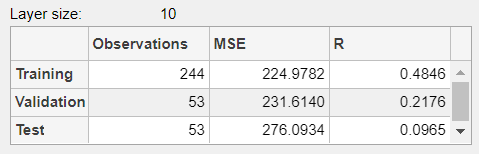 Layer size: 10
Observations MSE R
Training 244 224.9782 0.4846
Validation 53 231.6140 0.2176
Test 53 276.0934 0.0965